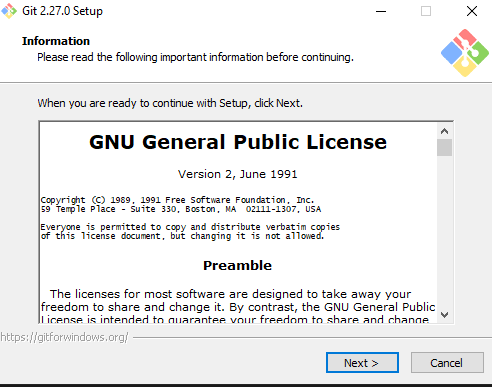 Git 2.27.0 Setup
Information
Please read the following important information before continuing.
When you are ready to continue with Setup, click Next.
GNU General Public License
Version 2, June 1991
Copyright (C) 1989, 1991 Free Software Foundation, Inc.
59 Temple Place - Suite 330, Boston, MA  02111-1307, USA
Everyone is permitted to copy and distribute verbatim copies
of this license document, but changing it is not allowed.
Preamble
The licenses for most software are designed to take away your
freedom to share and change it. By contrast, the GNU General Public
License is intended to guarantee your freedom to share and change
https://gitforwindows.org/
Next >
Cancel